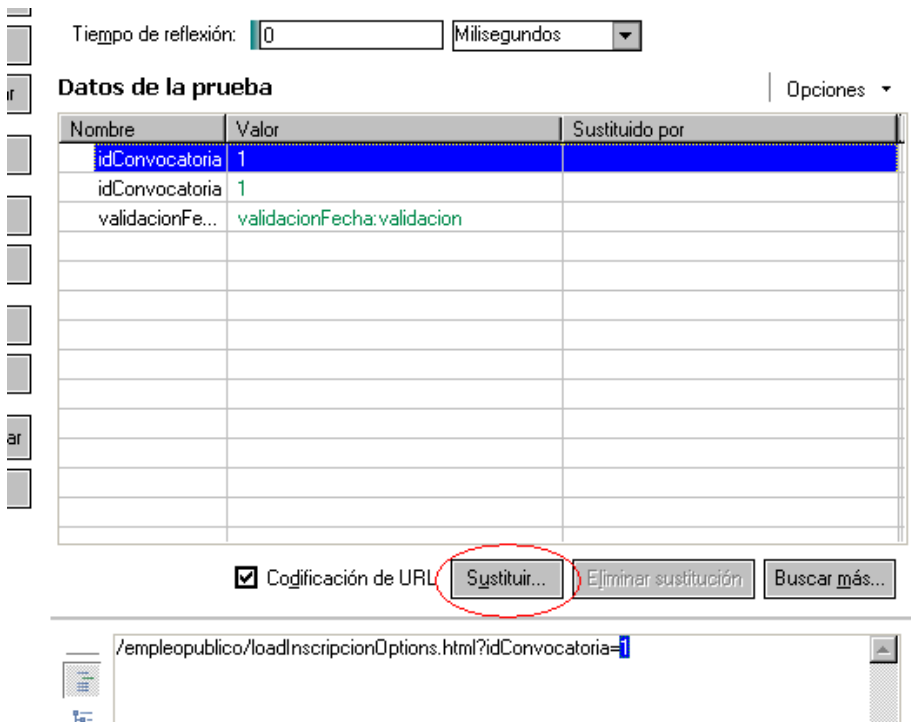 Tiempo de reflexión: 0 Milisegundos
Datos de la prueba Opciones
Nombre Valor Sustituido por
idConvocatoria 1
idConvocatoria 1
validacionFe... validacionFecha:validacion
Codificación de URL Sustituir... Eliminar sustitución Buscar más...
ar
/empleopublico/loadInscripcionOptions.html?idConvocatoria=1